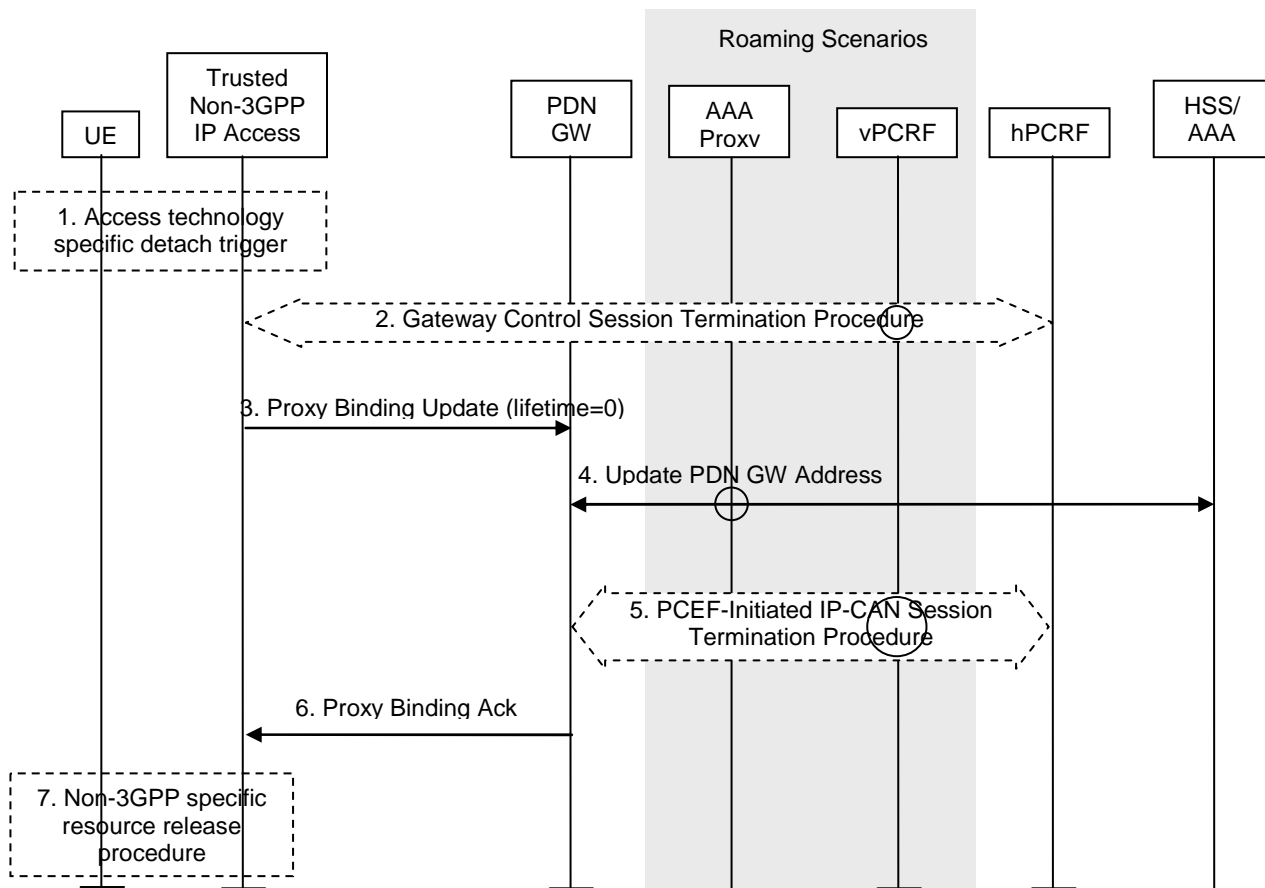 Roaming Scenarios
UE
Trusted
Non-3GPP
IP Access
PDN
GW
AAA
Proxy
vPCRF
hPCRF
HSS/
AAA
1. Access technology
specific detach trigger
2. Gateway Control Session Termination Procedure
3. Proxy Binding Update (lifetime=0)
4. Update PDN GW Address
5. PCEF-Initiated IP-CAN Session
Termination Procedure
6. Proxy Binding Ack
7. Non-3GPP specific
resource release
procedure